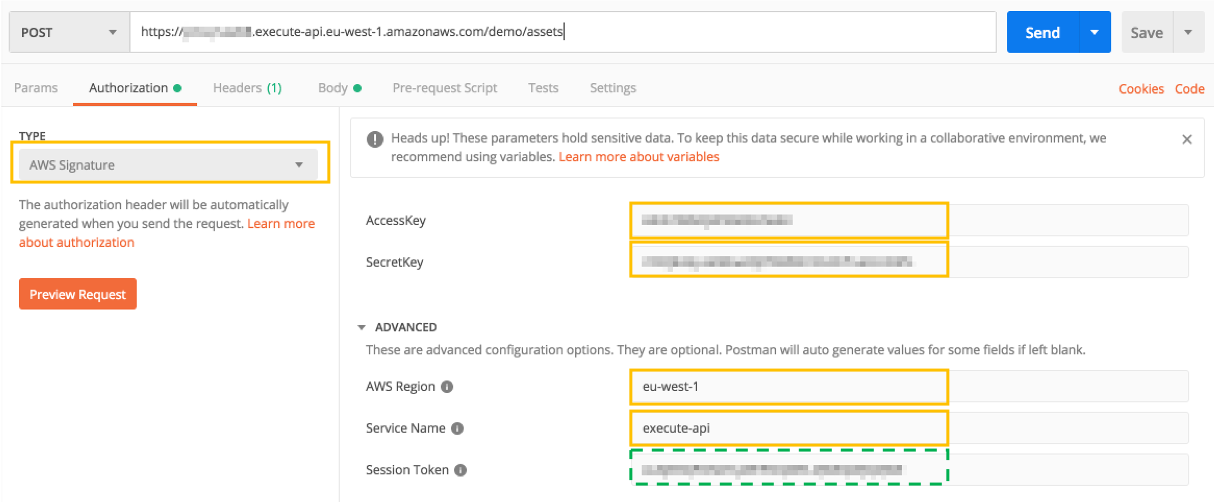 POST
https:// .execute-api.eu-west-1.amazonaws.com/demo/assets
Send
Save
Params
Authorization
Headers (1)
Body
Pre-request Script
Tests
Settings
Cookies
Code
TYPE
AWS Signature
The authorization header will be automatically
generated when you send the request. Learn more
about authorization
Preview Request
Heads up! These parameters hold sensitive data. To keep this data secure while working in a collaborative environment, we
recommend using variables. Learn more about variables
AccessKey
SecretKey
ADVANCED
These are advanced configuration options. They are optional. Postman will auto generate values for some fields if left blank.
AWS Region
eu-west-1
Service Name
execute-api
Session Token